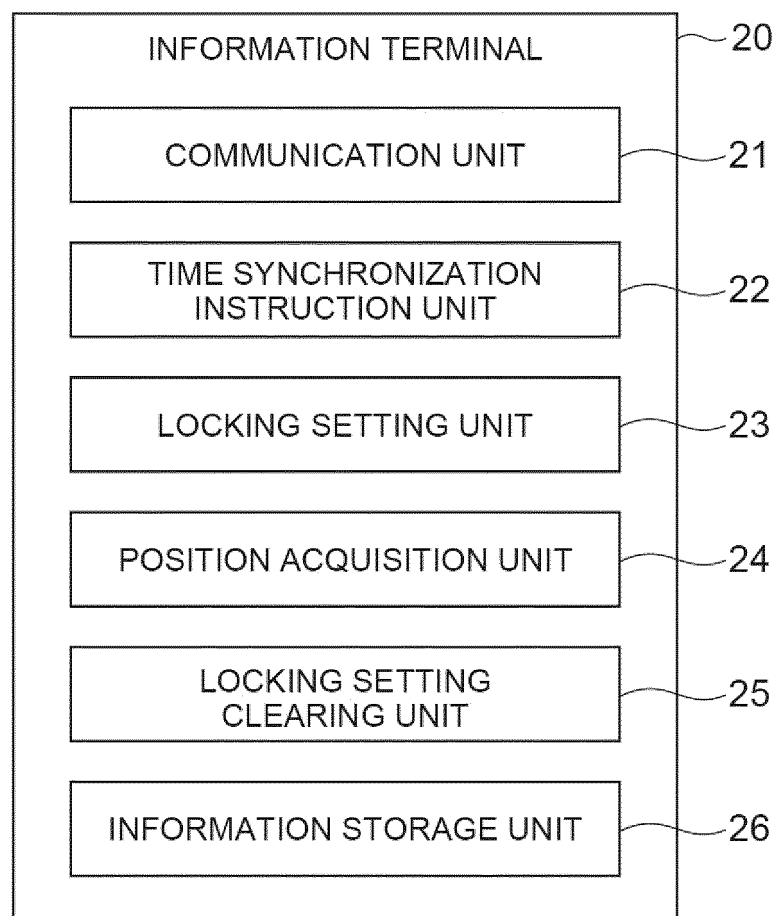 INFORMATION TERMINAL
20
COMMUNICATION UNIT
21
TIME SYNCHRONIZATION
INSTRUCTION UNIT
22
LOCKING SETTING UNIT
23
POSITION ACQUISITION UNIT
24
LOCKING SETTING
CLEARING UNIT
25
INFORMATION STORAGE UNIT
26